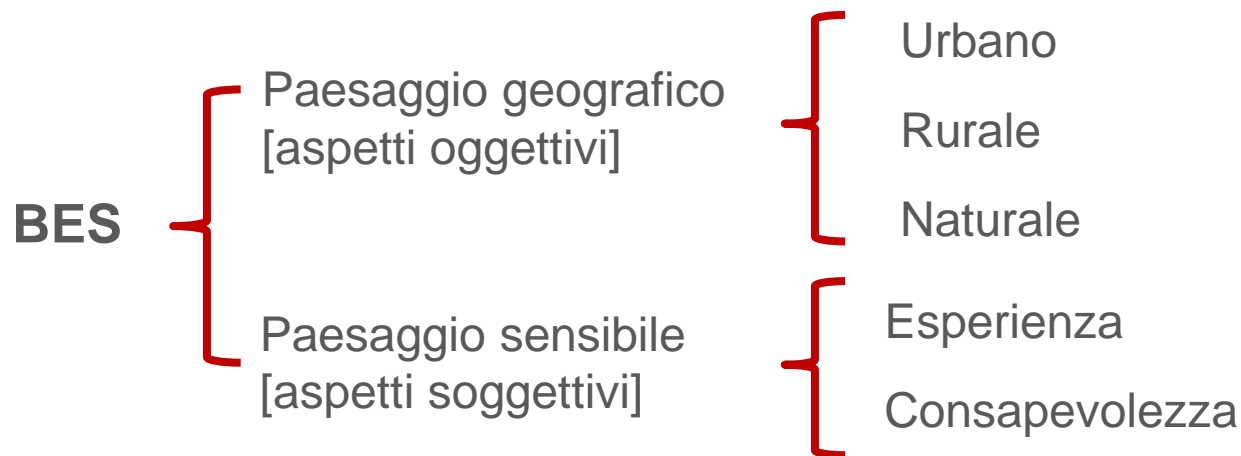 BES
Paesaggio geografico
[aspetti oggettivi]
Urbano
Rurale
Naturale
Paesaggio sensibile
[aspetti soggettivi]
Esperienza
Consapevolezza